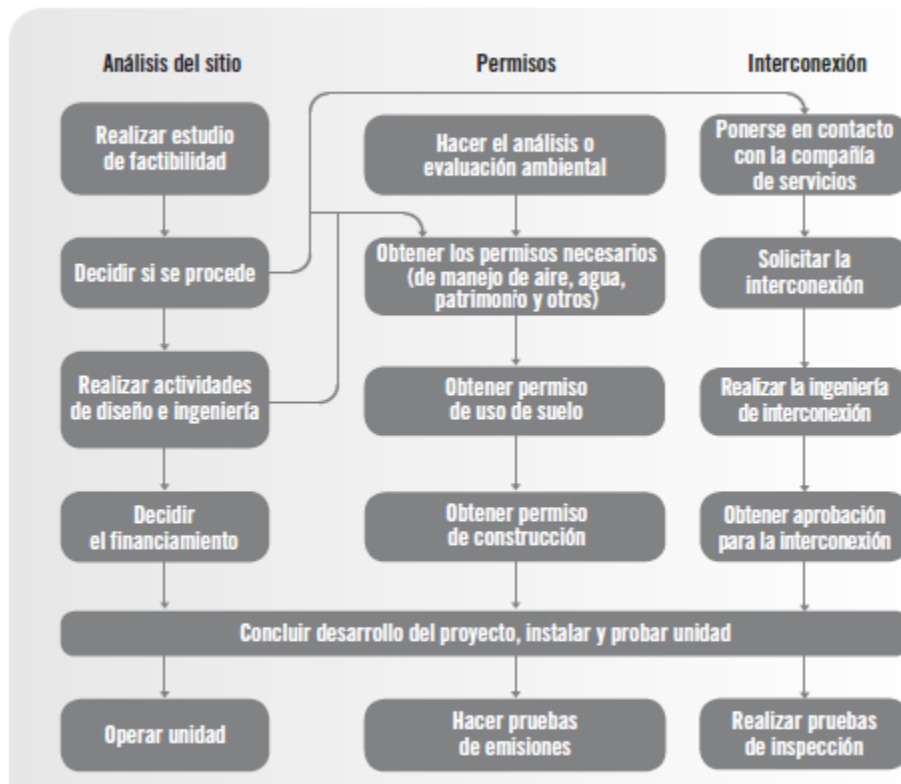 Análisis del sitio
Realizar estudio
de factibilidad
Decidir si se procede
Realizar actividades
de diseño e ingeniería
Decidir
el financiamiento
Permisos
Hacer el análisis o
evaluación ambiental
Obtener los permisos necesarios
(de manejo de aire, agua,
patrimonio y otros)
Obtener permiso
de uso de suelo
Obtener permiso
de construcción
Interconexión
Ponerse en contacto
con la compañía
de servicios
Solicitar la
interconexión
Realizar la ingeniería
de interconexión
Obtener aprobación
para la interconexión
Concluir desarrollo del proyecto, instalar y probar unidad
Operar unidad
Hacer pruebas
de emisiones
Realizar pruebas
de inspección